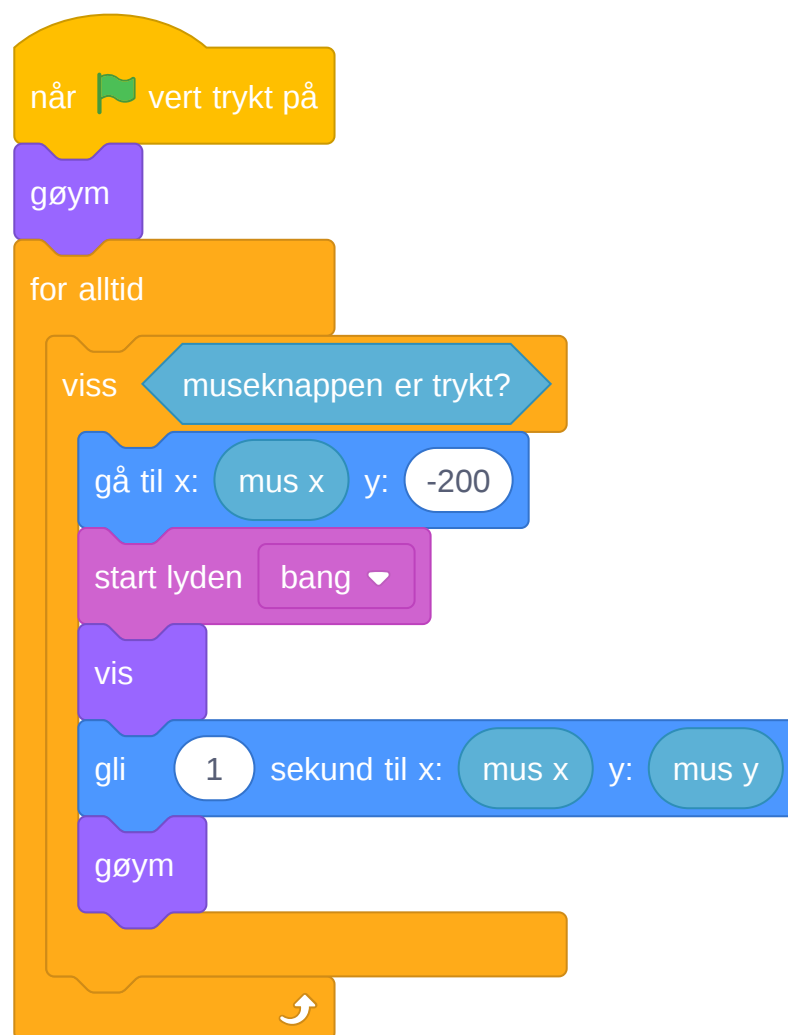 når vert trykt på
gøym
for alltid
viss museknappen er trykt?
gå til x: mus x y: -200
start lyden bang
vis
gli 1 sekund til x: mus x y: mus y
gøym